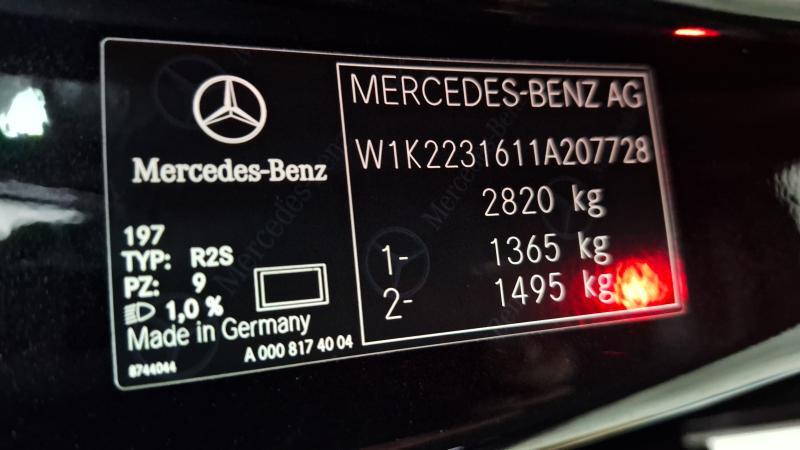 Mercedes-Benz
197
TYP: R2S
PZ: 9
1,0 %
Made in Germany
A 000 817 40 04
8744044
MERCEDES-BENZ AG
W1K2231611A207728
2820 kg
1- 1365 kg
2- 1495 kg